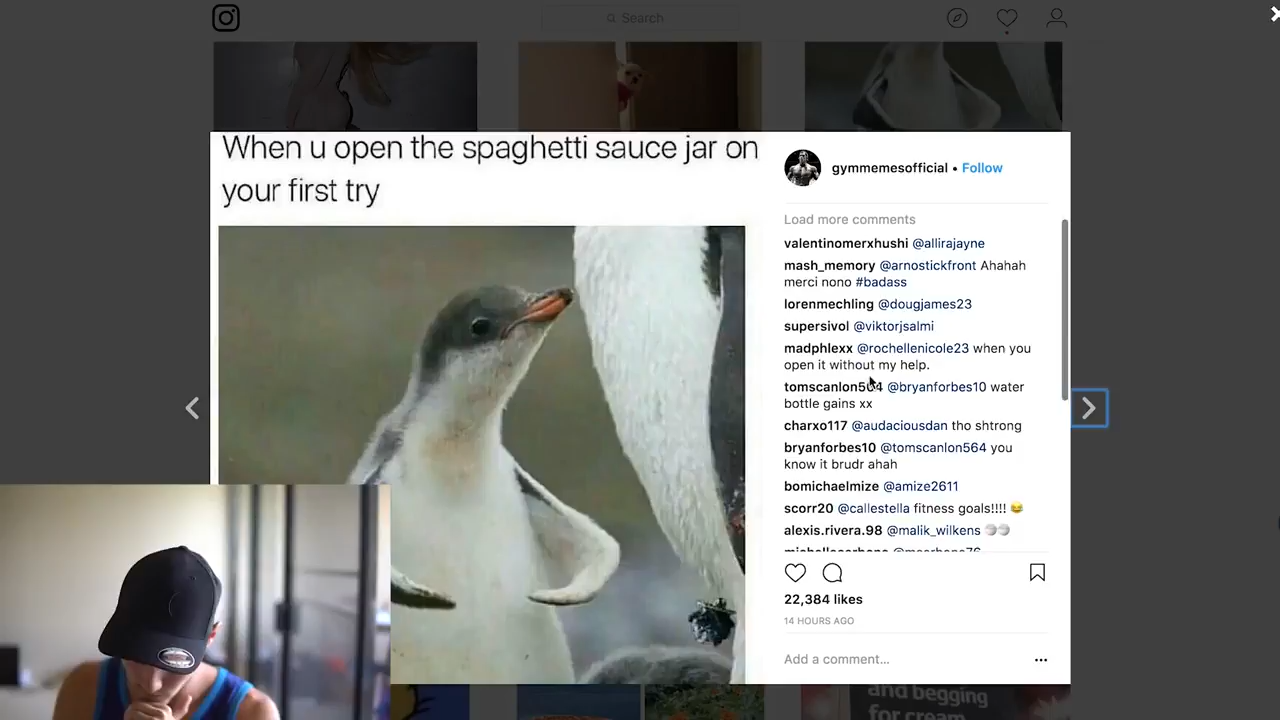 Search
When u open the spaghetti sauce jar on
your first try
gymmemesofficial • Follow
Load more comments
valentinomerxhushi @allirajayne
mash_memory @arnostickfront Ahahah
merci nono #badass
lorenmechling @dougjames23
supersivol @viktorjsalmi
madphlexx @rochellenicole23 when you
open it without my help.
tomscanlon564 @bryanforbes10 water
bottle gains xx
charxo117 @audaciousdan tho shtrong
bryanforbes10 @tomscanlon564 you
know it brudr ahah
bomichaelmize @amize2611
scorr20 @callestella fitness goals!!!! 😂
alexis.rivera.98 @malik_wilkens
22,384 likes
14 HOURS AGO
Add a comment...
and begging
for cream